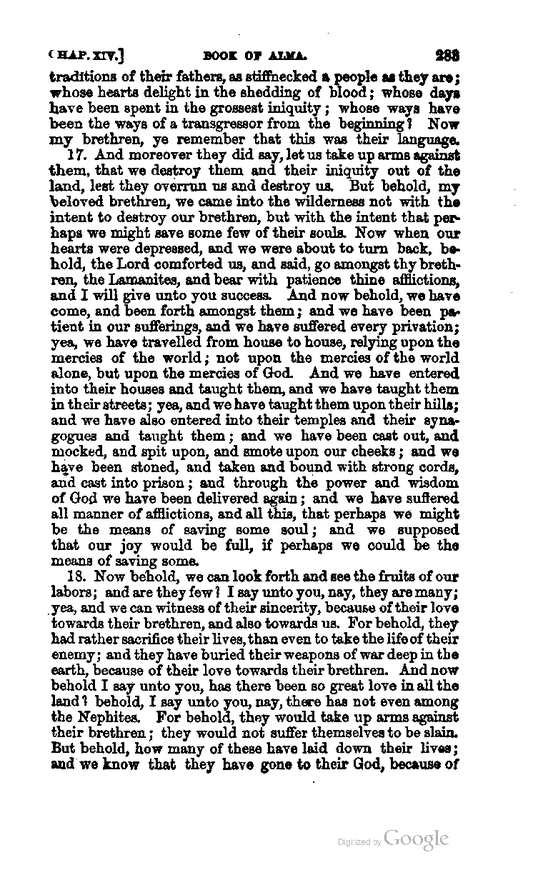 CHAP. XIV.] BOOK OF ALMA. 283
traditions of their fathers, as stiffnecked a people as they are;
whose hearts delight in the shedding of blood; whose days
have been spent in the grossest iniquity; whose ways have
been the ways of a transgressor from the beginning? Now
my brethren, ye remember that this was their language.
17. And moreover they did say, let us take up arms against
them, that we destroy them and their iniquity out of the
land, lest they overrun us and destroy us. But behold, my
beloved brethren, we came into the wilderness not with the
intent to destroy our brethren, but with the intent that per-
haps we might save some few of their souls. Now when our
hearts were depressed, and we were about to turn back, be-
hold, the Lord comforted us, and said, go amongst thy breth-
ren, the Lamanites, and bear with patience thine afflictions,
and I will give unto you success. And now behold, we have
come, and been forth amongst them; and we have been pa-
tient in our sufferings, and we have suffered every privation;
yea, we have travelled from house to house, relying upon the
mercies of the world; not upon the mercies of the world
alone, but upon the mercies of God. And we have entered
into their houses and taught them, and we have taught them
in their streets; yea, and we have taught them upon their hills;
and we have also entered into their temples and their syna-
gogues and taught them; and we have been cast out, and
mocked, and spit upon, and smote upon our cheeks; and we
have been stoned, and taken and bound with strong cords,
and cast into prison; and through the power and wisdom
of God we have been delivered again; and we have suffered
all manner of afflictions, and all this, that perhaps we might
be the means of saving some soul; and we supposed
that our joy would be full, if perhaps we could be the
means of saving some.
18. Now behold, we can look forth and see the fruits of our
labors; and are they few? I say unto you, nay, they are many;
yea, and we can witness of their sincerity, because of their love
towards their brethren, and also towards us. For behold, they
had rather sacrifice their lives, than even to take the life of their
enemy; and they have buried their weapons of war deep in the
earth, because of their love towards their brethren. And now
behold I say unto you, has there been so great love in all the
land? behold, I say unto you, nay, there has not even among
the Nephites. For behold, they would take up arms against
their brethren; they would not suffer themselves to be slain.
But behold, how many of these have laid down their lives;
and we know that they have gone to their God, because of
Digitized by Google